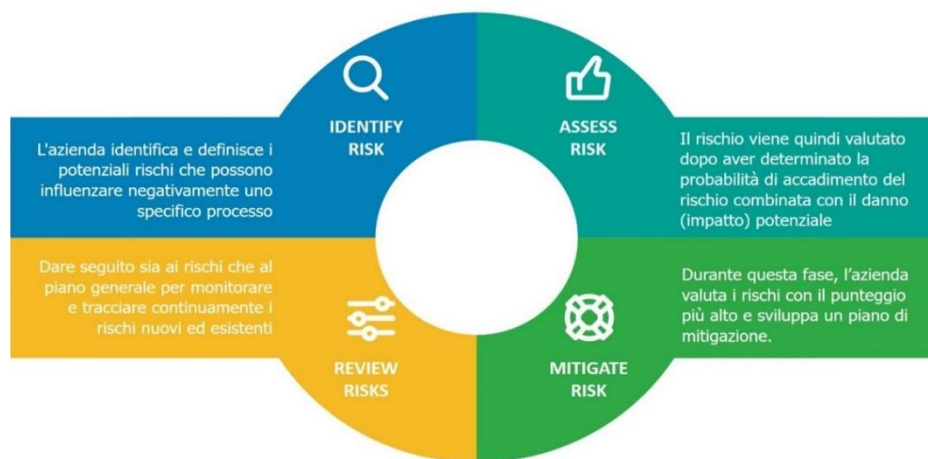 IDENTIFY
RISK
L'azienda identifica e definisce i
potenziali rischi che possono
influenzare negativamente uno
specifico processo
ASSESS
RISK
Il rischio viene quindi valutato
dopo aver determinato la
probabilità di accadimento del
rischio combinata con il danno
(impatto) potenziale
Dare seguito sia ai rischi che al
piano generale per monitorare
e tracciare continuamente i
rischi nuovi ed esistenti
REVIEW
RISKS
Durante questa fase, l’azienda
valuta i rischi con il punteggio
più alto e sviluppa un piano di
mitigazione.
MITIGATE
RISK